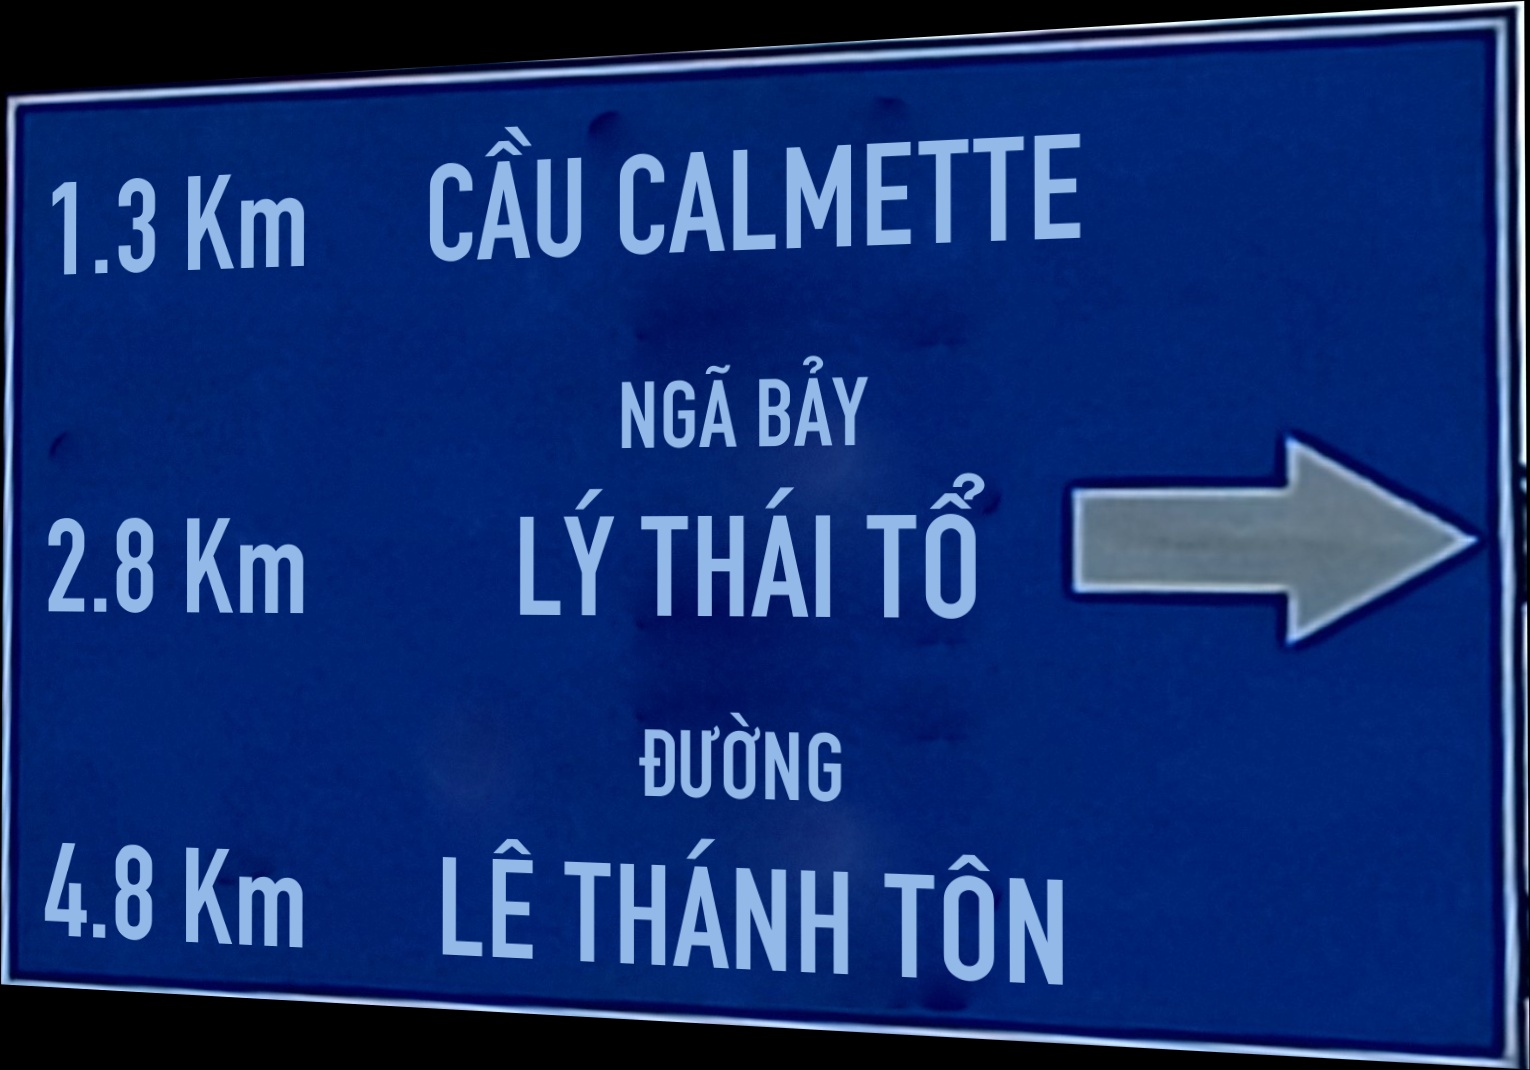 1.3 Km CẦU CALMETTE
NGÃ BẢY
2.8 Km LÝ THÁI TỔ
ĐƯỜNG
4.8 Km LÊ THÁNH TÔN